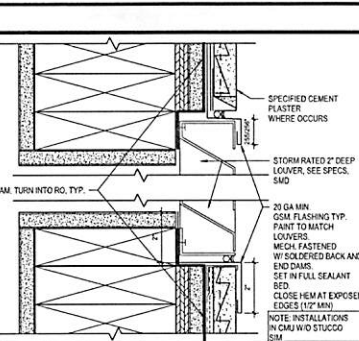 SPECIFIED CEMENT
PLASTER
WHERE OCCURS
STORM RATED 2" DEEP
LOUVER, SEE SPECS,
SMD
AM. TURN INTO RO, TYP.
20 GA MIN.
GSM. FLASHING TYP.
PAINT TO MATCH
LOUVERS.
MECH. FASTENED
W/ SOLDERED BACK AND
END DAMS.
SET IN FULL SEALANT
BED.
CLOSE HEM AT EXPOSED
EDGES (1/2" MIN)
2"
2"
NOTE: INSTALLATIONS
IN CMU W/O STUCCO
SIM